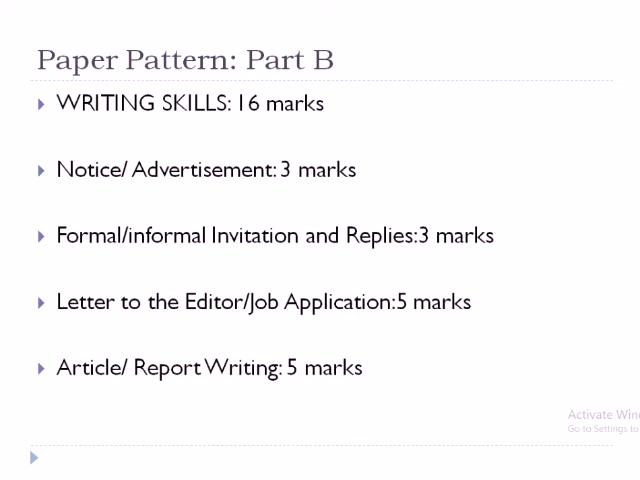 Paper Pattern: Part B
WRITING SKILLS: 16 marks
Notice/ Advertisement: 3 marks
Formal/informal Invitation and Replies:3 marks
Letter to the Editor/Job Application:5 marks
Article/ Report Writing: 5 marks
Activate Win
Go to Settings to